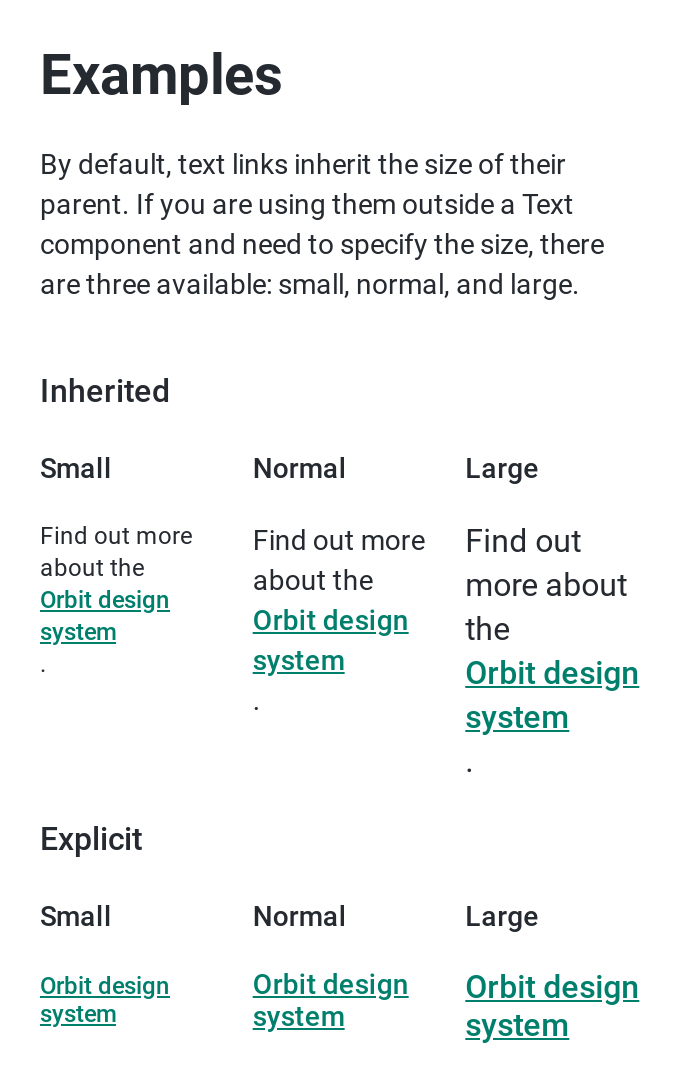 Examples
By default, text links inherit the size of their
parent. If you are using them outside a Text
component and need to specify the size, there
are three available: small, normal, and large.
Inherited
Small
Find out more
about the
Orbit design
system
.
Normal
Find out more
about the
Orbit design
system
.
Large
Find out
more about
the
Orbit design
system
.
Explicit
Small
Orbit design
system
Normal
Orbit design
system
Large
Orbit design
system